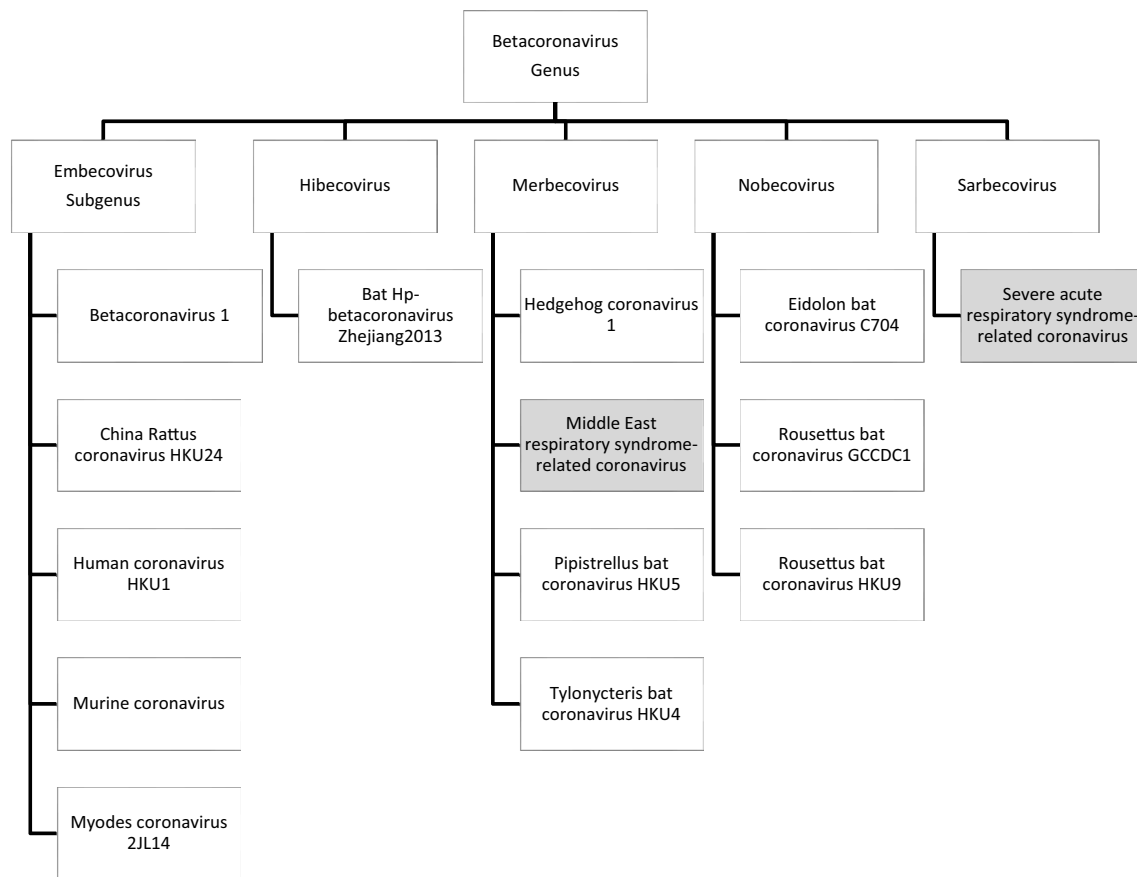 Betacoronavirus
Genus
Embecovirus
Subgenus
Hibecovirus
Merbecovirus
Nobecovirus
Sarbecovirus
Betacoronavirus 1
China Rattus
coronavirus HKU24
Human coronavirus
HKU1
Murine coronavirus
Myodes coronavirus
2JL14
Bat Hp-
betacoronavirus
Zhejiang2013
Hedgehog coronavirus
1
Middle East
respiratory syndrome-
related coronavirus
Pipistrellus bat
coronavirus HKU5
Tylonycteris bat
coronavirus HKU4
Eidolon bat
coronavirus C704
Rousettus bat
coronavirus GCCDC1
Rousettus bat
coronavirus HKU9
Severe acute
respiratory syndrome-
related coronavirus